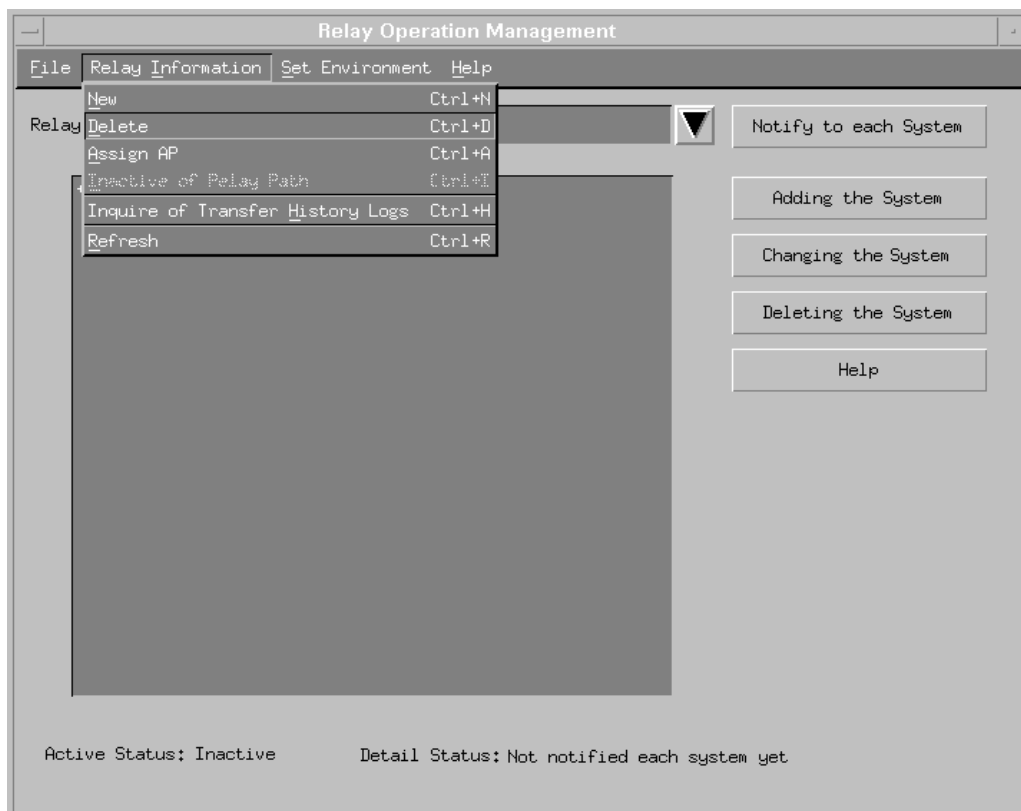 Relay Operation Management
File Relay Information Set Environment Help
New Ctrl+N
Relay
Delete Ctrl+D
Assign AP Ctrl+A
Inactive of Relay Path Ctrl+I
Inquire of Transfer History Logs Ctrl+H
Refresh Ctrl+R
Notify to each System
Adding the System
Changing the System
Deleting the System
Help
Active Status: Inactive Detail Status: Not notified each system yet